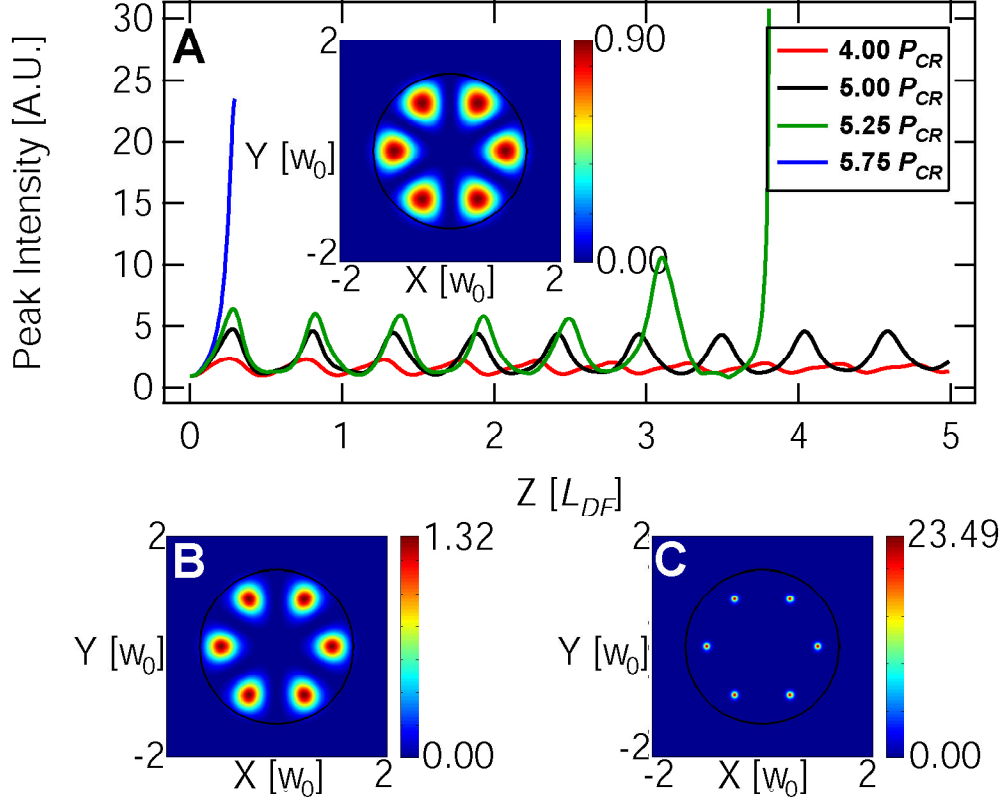 Peak Intensity [A.U.]
30
25
20
15
10
5
0
A
2
Y [w0]
-2
-2
X [w0]
2
0.90
0.00
4.00 PCR
5.00 PCR
5.25 PCR
5.75 PCR
0 1 2 3 4 5
Z [LDF]
B
2
Y [w0]
-2
X [w0]
2
1.32
0.00
C
2
Y [w0]
-2
-2
X [w0]
2
23.49
0.00